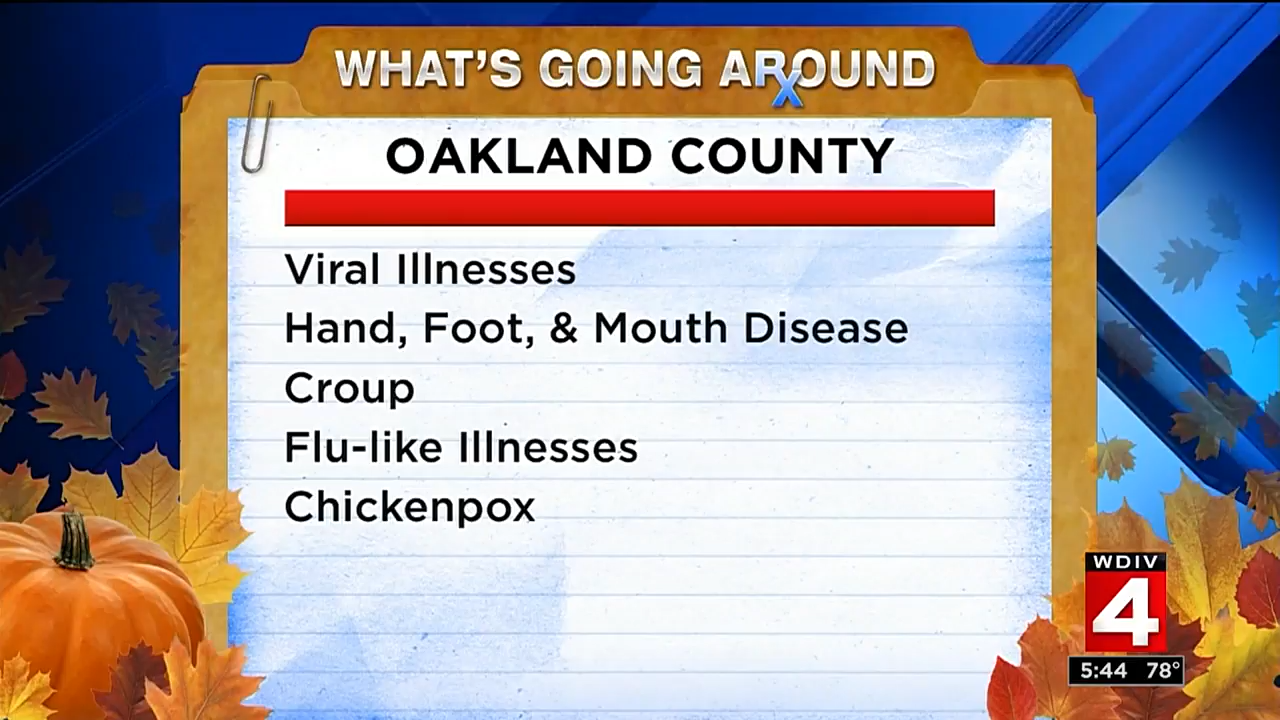 WHAT'S GOING AROUND
OAKLAND COUNTY
Viral Illnesses
Hand, Foot, & Mouth Disease
Croup
Flu-like Illnesses
Chickenpox
WDIV
4
5:44 78°